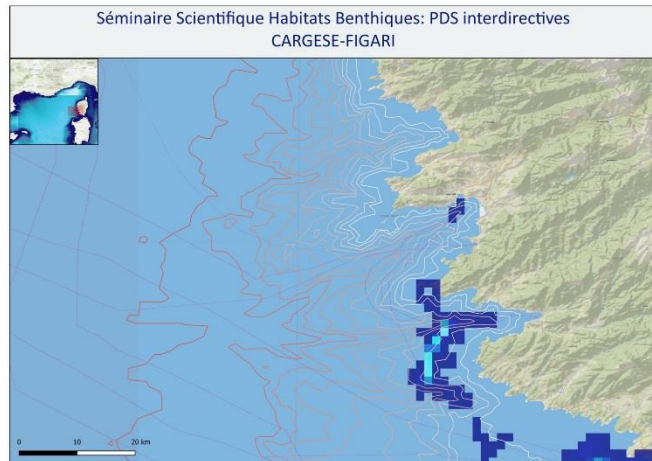 Séminaire Scientifique Habitats Benthiques: PDS interdirectives
CARGESE-FIGARI
0 10 20 km